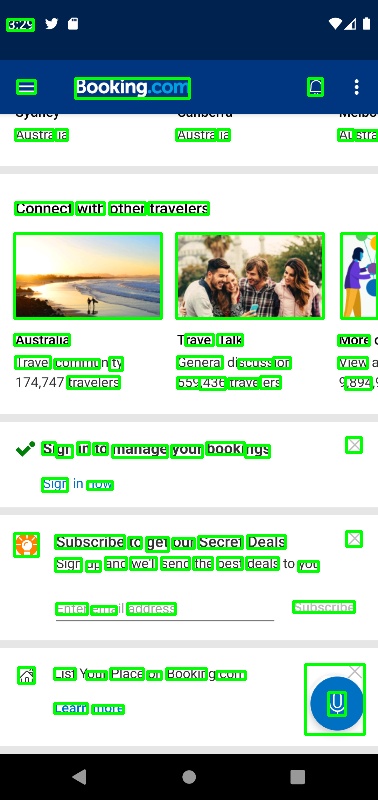 3:29
Booking.com
Sydney
Canberra
Australia
Australia
Australia
Connect with other travelers
Australia
Travel Talk
More
Travel community
General discussion
View a
174,747 travelers
559,436 travelers
9,894,9
Sign in to manage your bookings
Sign in now
Subscribe to get our Secret Deals
Sign up and we'll send the best deals to you
Enter email address
Subscribe
List Your Place on Booking.com
Learn more